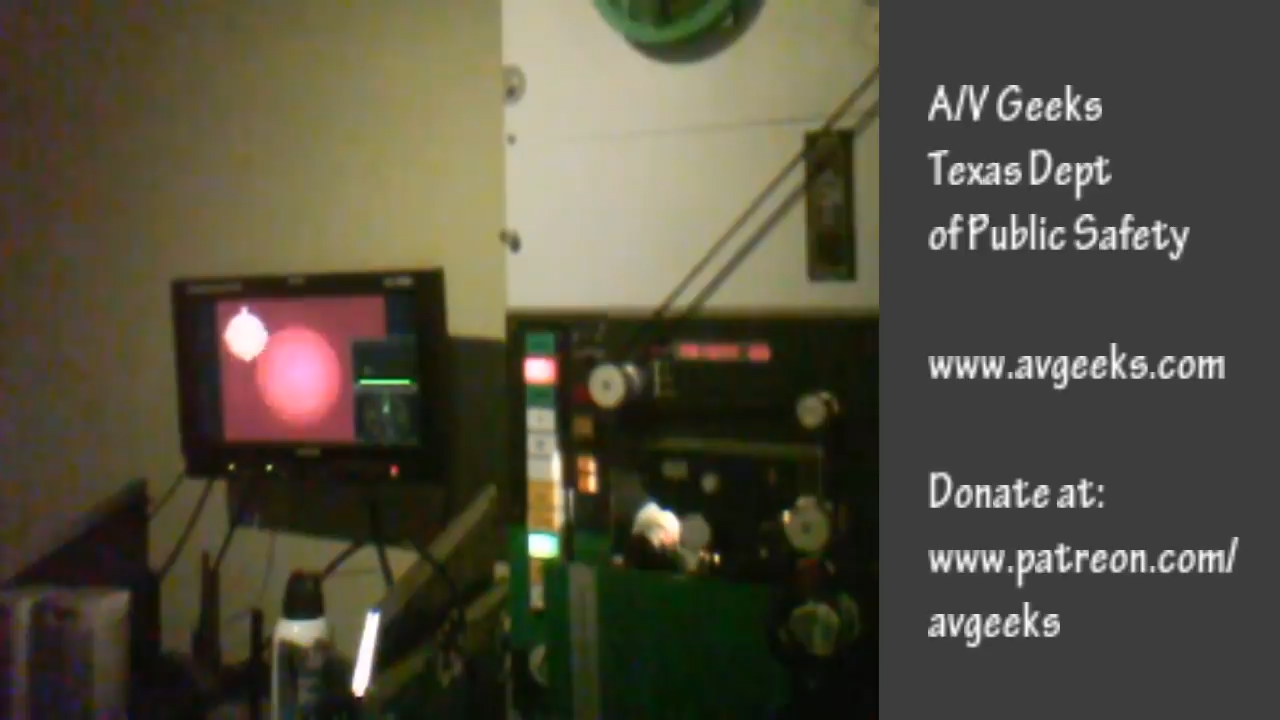 A/V Geeks
Texas Dept
of Public Safety
www.avgeeks.com
Donate at:
www.patreon.com/
avgeeks